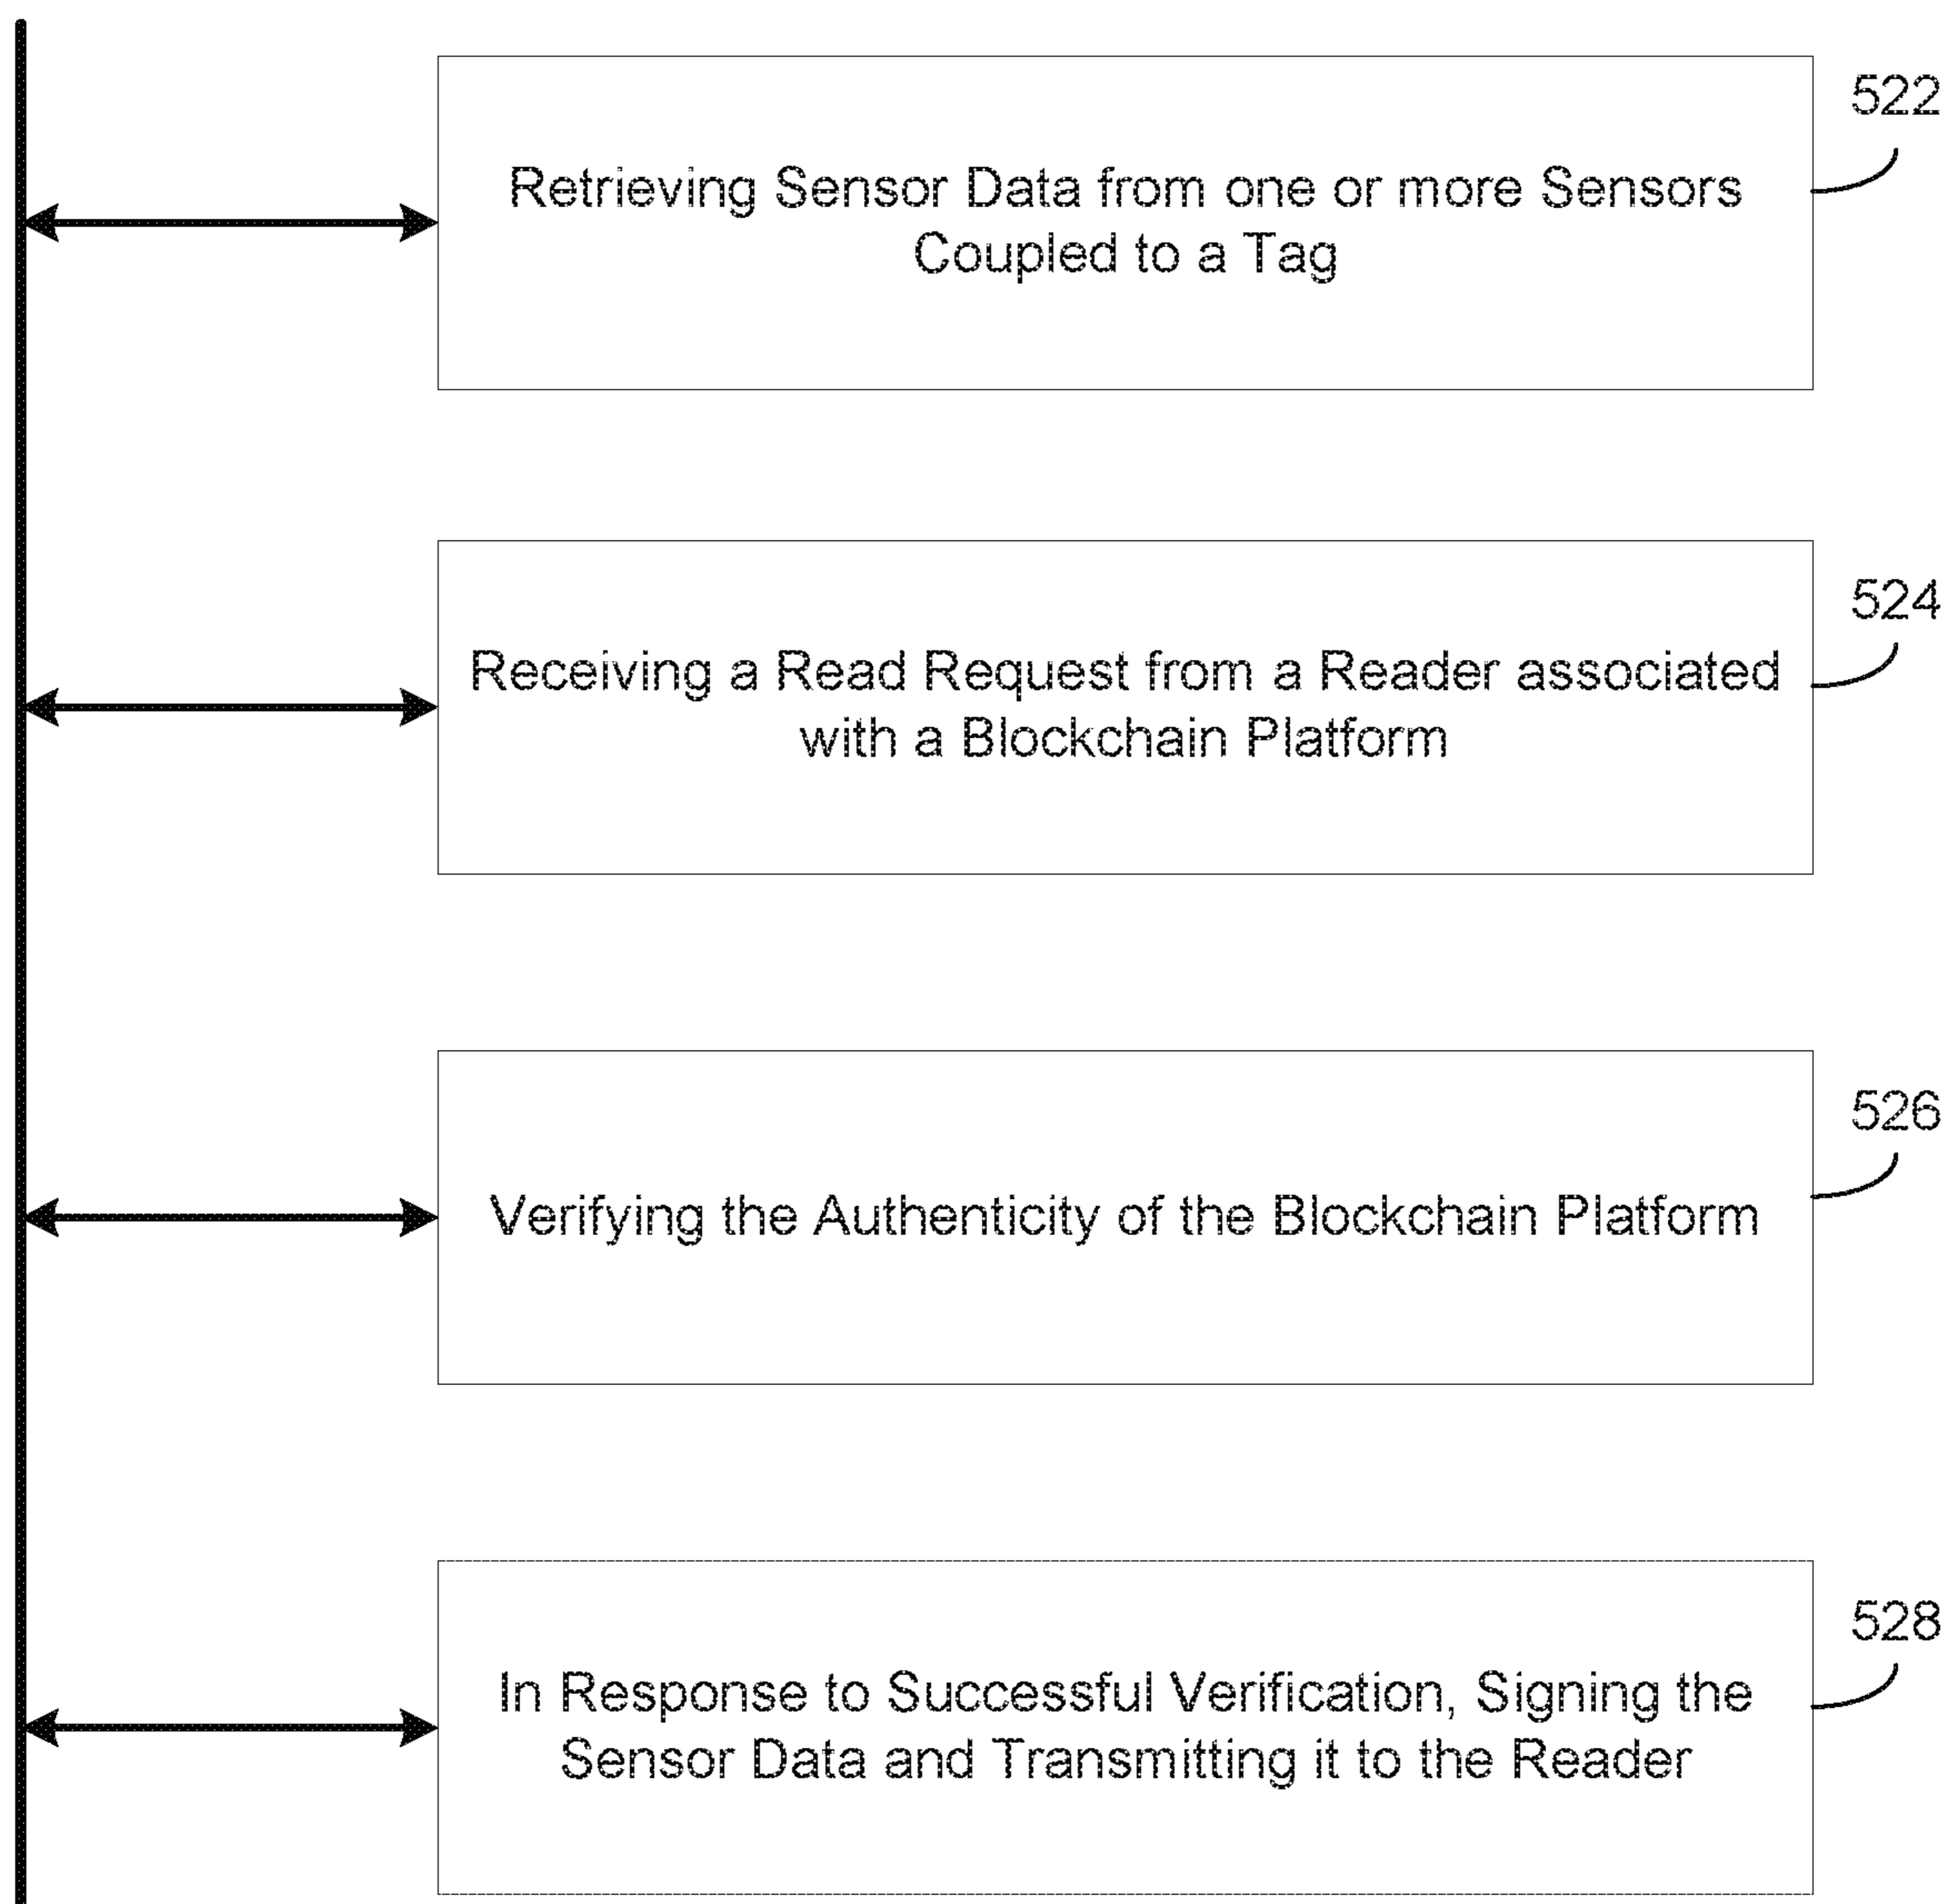 522
Retrieving Sensor Data from one or more Sensors
Coupled to a Tag
524
Receiving a Read Request from a Reader associated
with a Blockchain Platform
526
Verifying the Authenticity of the Blockchain Platform
528
In Response to Successful Verification, Signing the
Sensor Data and Transmitting it to the Reader